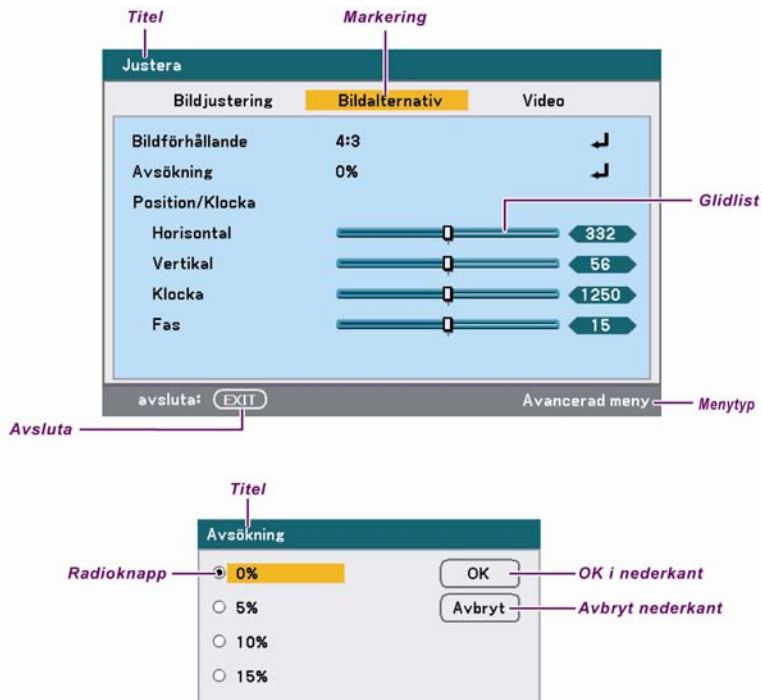 Titel Markering
Justera
Bildjustering Bildalternativ Video
Bildförhållande 4:3
Avsökning 0%
Position/Klocka
Glidlist
Horisontal 332
Vertikal 56
Klocka 1250
Fas 15
avsluta: EXIT Avancerad meny
Menytyp
Avsluta
Titel
Avsökning
Radioknapp 0% OK OK i nederkant
5% Avbryt Avbryt nederkant
10%
15%